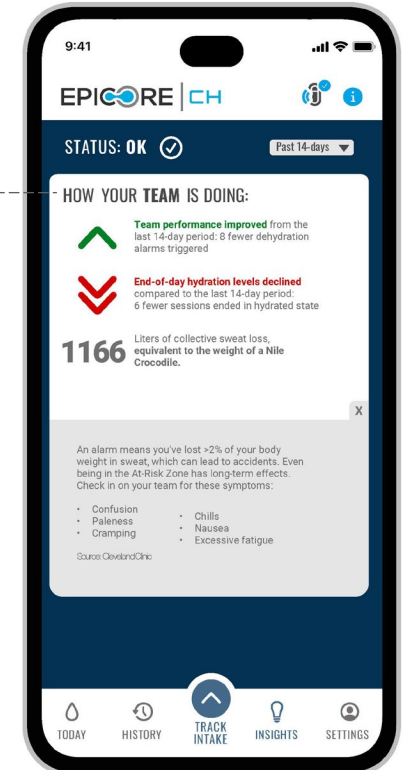 9:41
EPICORE | CH
i
STATUS: OK
Past 14-days
HOW YOUR TEAM IS DOING:
Team performance improved from the
last 14-day period: 8 fewer dehydration
alarms triggered
End-of-day hydration levels declined
compared to the last 14-day period:
6 fewer sessions ended in hydrated state
1166
Liters of collective sweat loss,
equivalent to the weight of a Nile
Crocodile.
X
An alarm means you've lost >2% of your body
weight in sweat, which can lead to accidents. Even
being in the At-Risk Zone has long-term effects.
Check in on your team for these symptoms:
• Confusion
• Paleness
• Cramping
• Chills
• Nausea
• Excessive fatigue
Source: Cleveland Clinic
TODAY
HISTORY
TRACK
INTAKE
INSIGHTS
SETTINGS